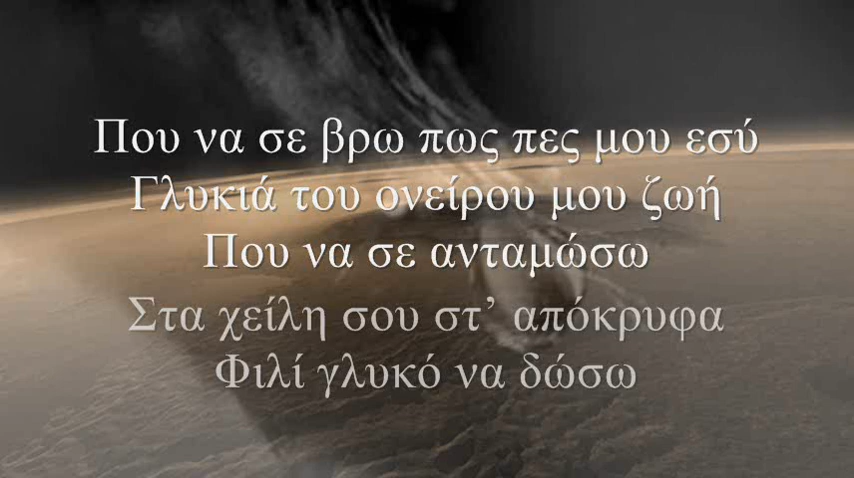 Που να σε βρω πως πες μου εσύ
Γλυκιά του ονείρου μου ζωή
Που να σε ανταμώσω
Στα χείλη σου στ’ απόκρυφα
Φιλί γλυκό να δώσω